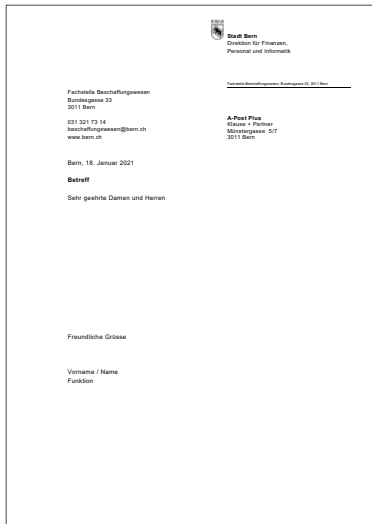 Stadt Bern
Direktion für Finanzen,
Personal und Informatik
Fachstelle Beschaffungswesen, Bundesgasse 33, 3011 Bern
Fachstelle Beschaffungswesen
Bundesgasse 33
3011 Bern
031 321 73 14
beschaffungswesen@bern.ch
www.bern.ch
A-Post Plus
Klause + Partner
Münstergasse 5/7
3011 Bern
Bern, 18. Januar 2021
Betreff
Sehr geehrte Damen und Herren
Freundliche Grüsse
Vorname / Name
Funktion